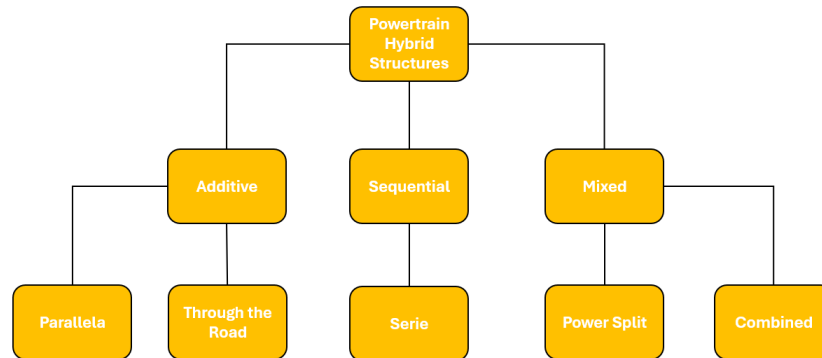 Powertrain
Hybrid
Structures
Additive
Sequential
Mixed
Parallela
Through the
Road
Serie
Power Split
Combined